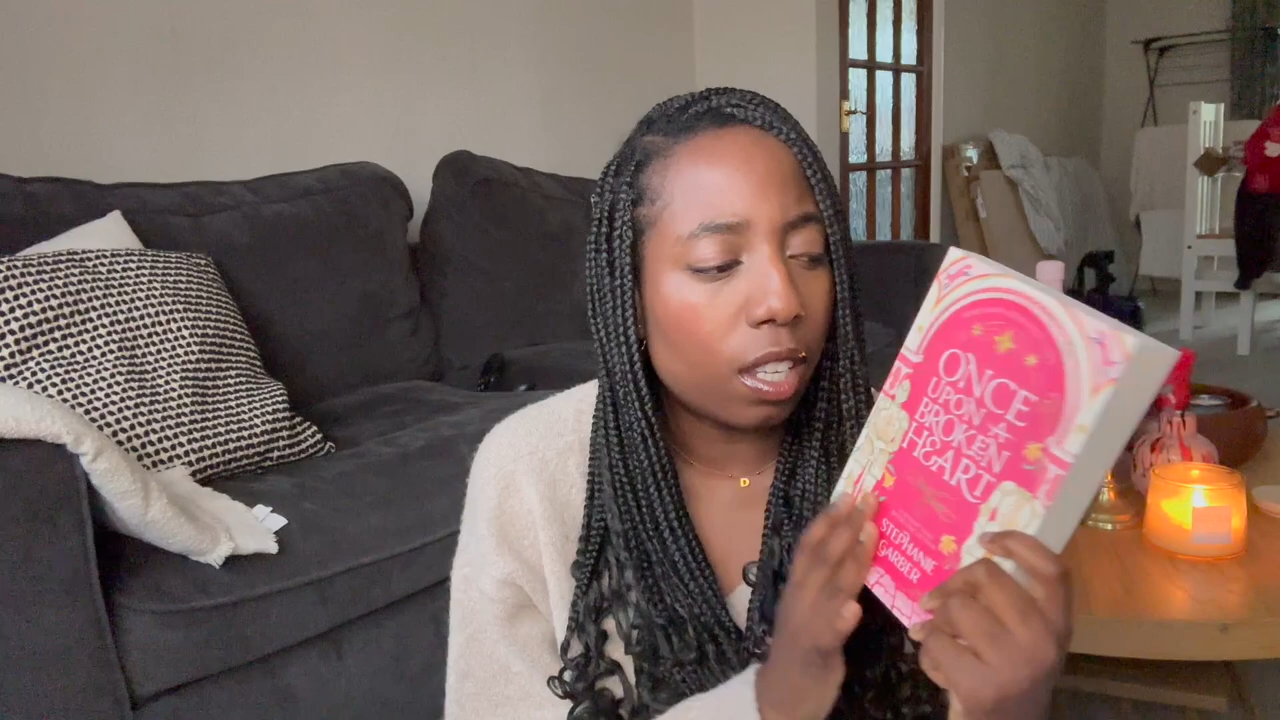 D
ONCE
UPON A
BROKEN
HEART
STEPHANIE
GARBER